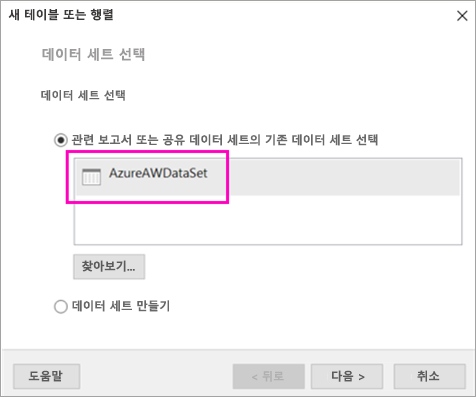 새 테이블 또는 행렬
데이터 세트 선택
데이터 세트 선택
관련 보고서 또는 공유 데이터 세트의 기존 데이터 세트 선택
AzureAWDataSet
찾아보기...
데이터 세트 만들기
도움말 < 뒤로 다음 > 취소